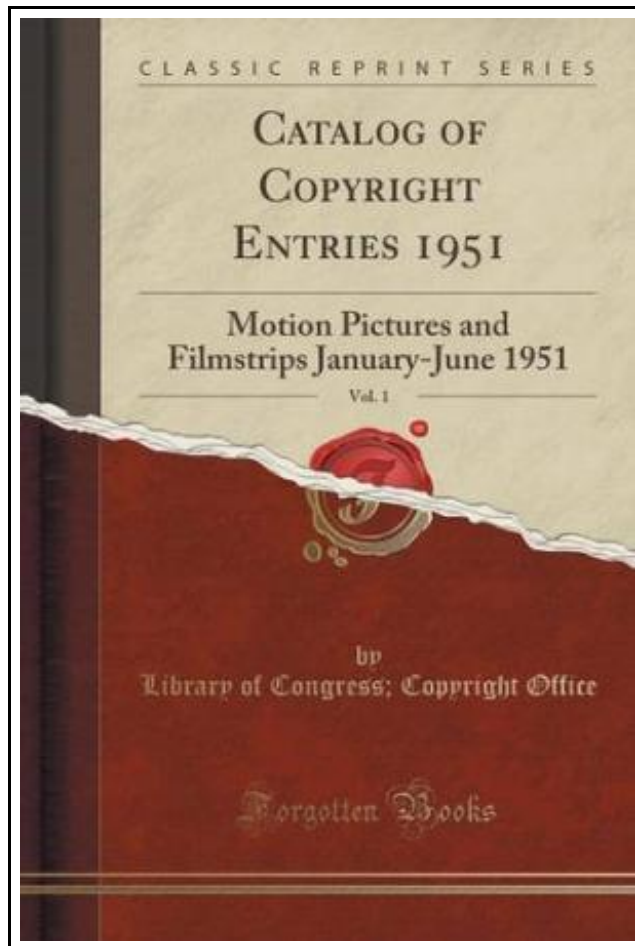 CLASSIC REPRINT SERIES
CATALOG OF
COPYRIGHT
ENTRIES 1951
Motion Pictures and
Filmstrips January-June 1951
Vol. 1
F
by
Library of Congress; Copyright Office
Forgotten Books